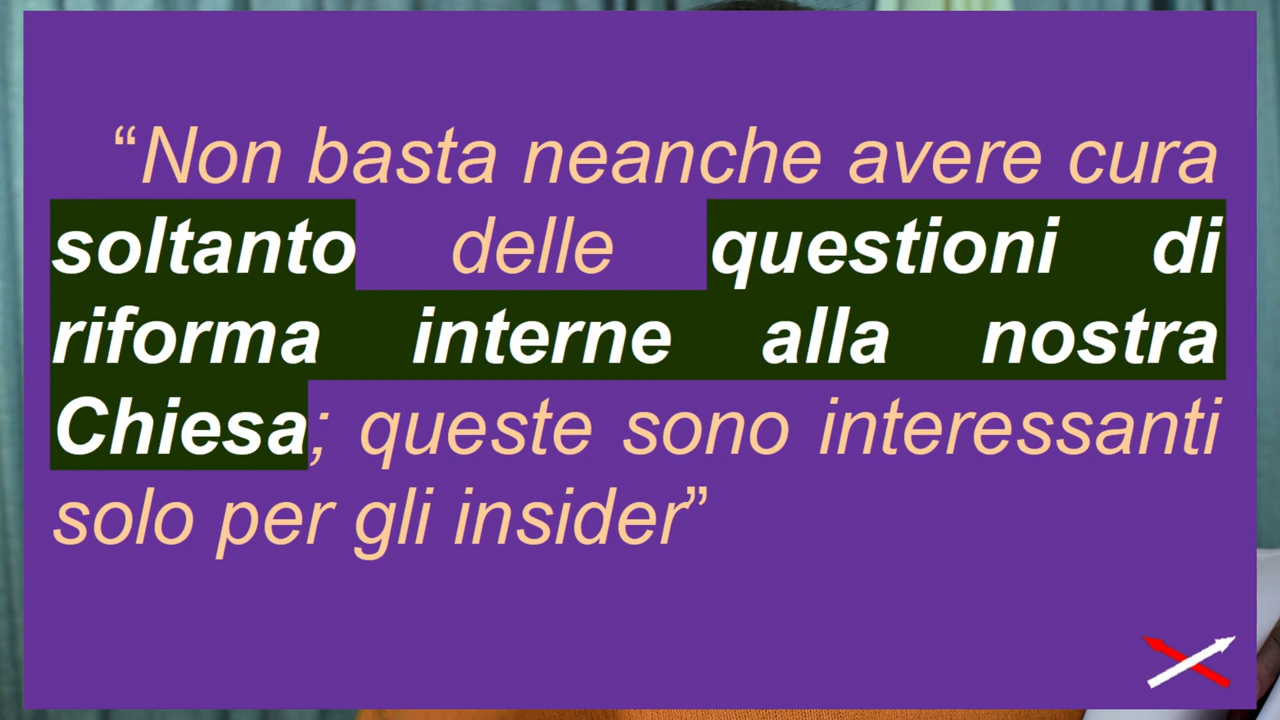 “Non basta neanche avere cura
soltanto delle questioni di
riforma interne alla nostra
Chiesa; queste sono interessanti
solo per gli insider”